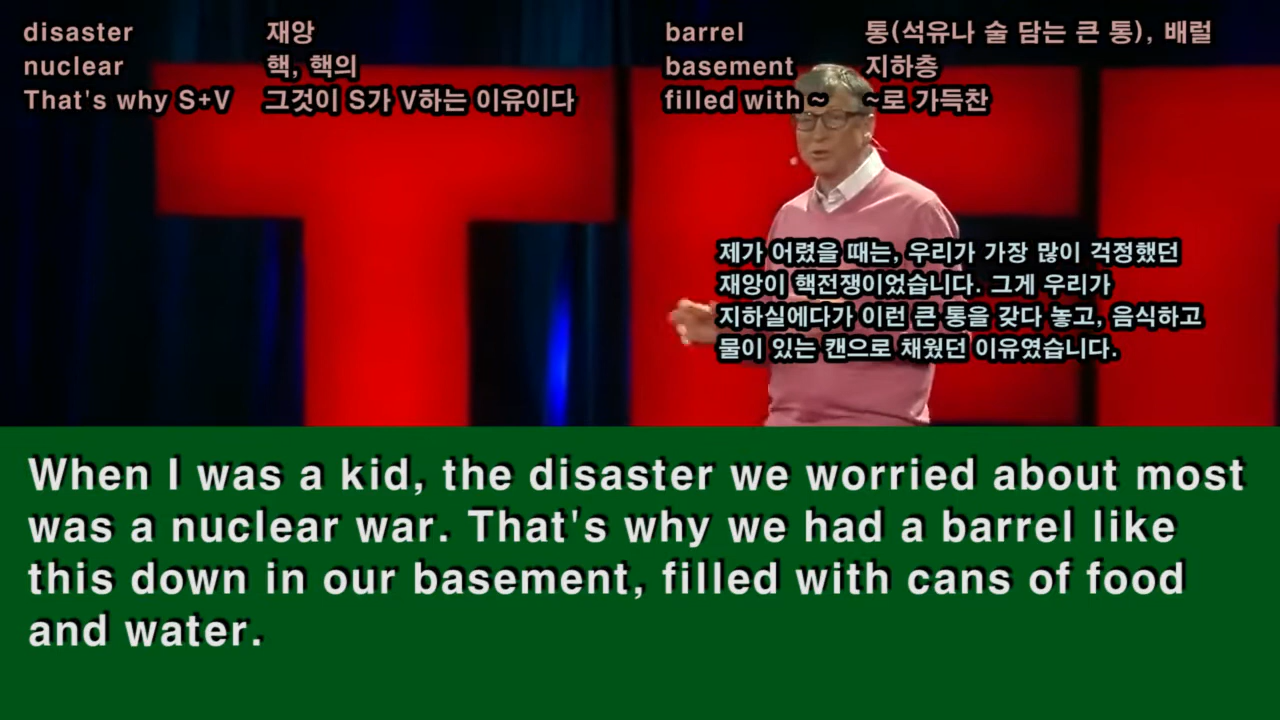 disaster 재앙
nuclear 핵, 핵의
That's why S+V 그것이 S가 V하는 이유이다
barrel 통(석유나 술 담는 큰 통), 배럴
basement 지하층
filled with ~ ~로 가득찬
TED
제가 어렸을 때는, 우리가 가장 많이 걱정했던
재앙이 핵전쟁이었습니다. 그게 우리가
지하실에다가 이런 큰 통을 갖다 놓고, 음식하고
물이 있는 캔으로 채웠던 이유였습니다.
When I was a kid, the disaster we worried about most
was a nuclear war. That's why we had a barrel like
this down in our basement, filled with cans of food
and water.